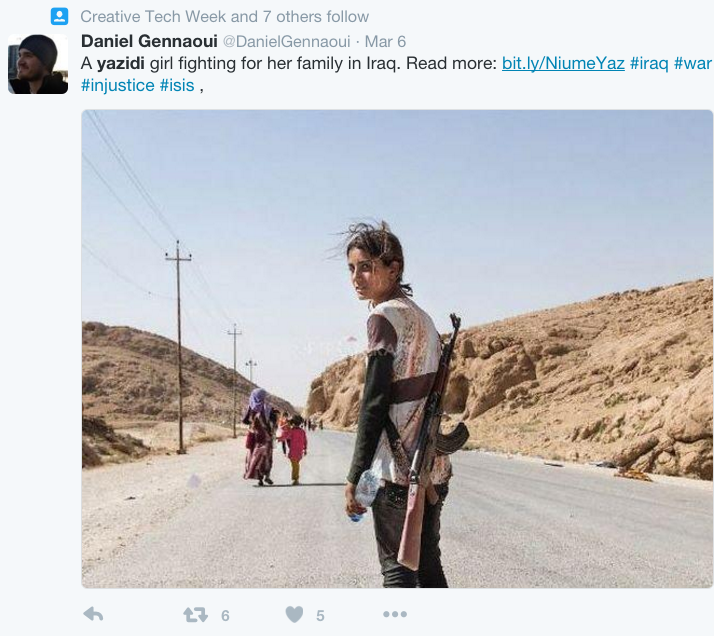 Creative Tech Week and 7 others follow
Daniel Gennaoui @DanielGennaoui · Mar 6
A yazidi girl fighting for her family in Iraq. Read more: bit.ly/NiumeYaz #iraq #war
#injustice #isis ,
6
5